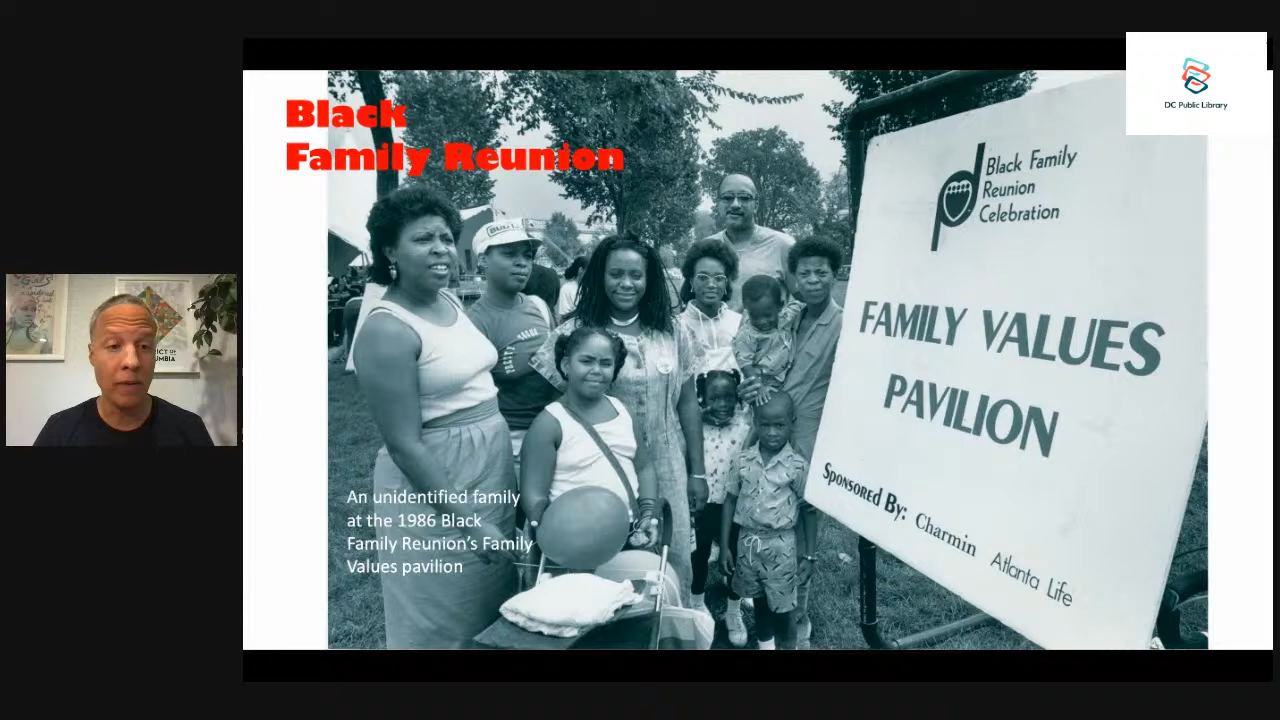 Black
Family Reunion
DC Public Library
Black Family
Reunion
Celebration
FAMILY VALUES
PAVILION
SPONSORED BY: Charmin Atlanta Life
An unidentified family
at the 1986 Black
Family Reunion's Family
Values pavilion